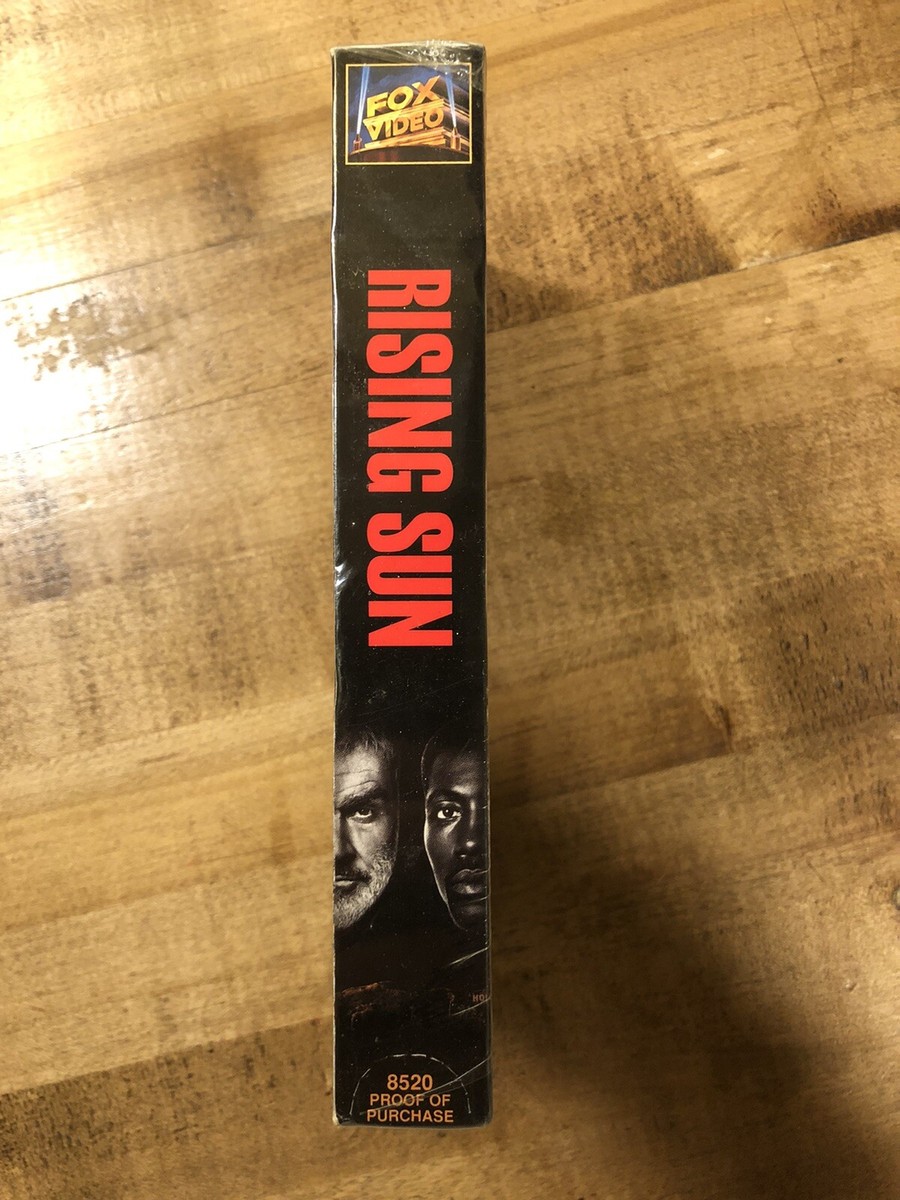 FOX
VIDEO
RISING SUN
8520
PROOF OF
PURCHASE